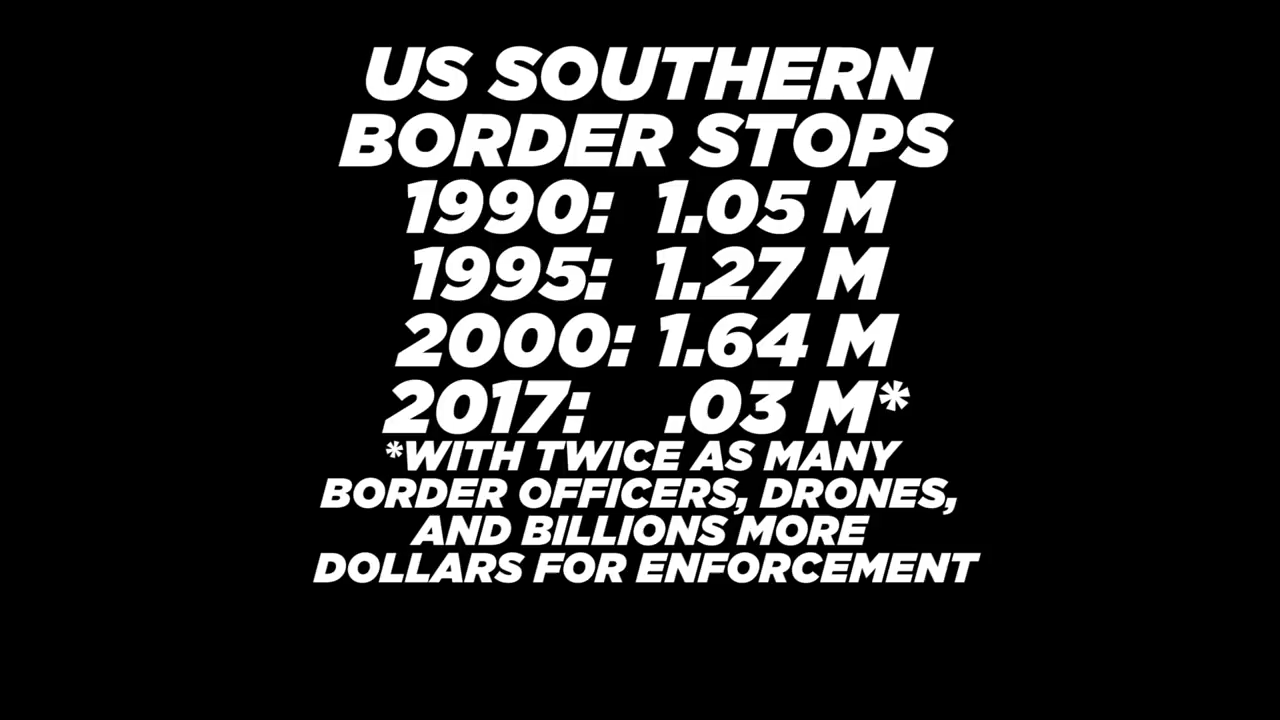 US SOUTHERN
BORDER STOPS
1990: 1.05 M
1995: 1.27 M
2000: 1.64 M
2017: .03 M*
*WITH TWICE AS MANY
BORDER OFFICERS, DRONES,
AND BILLIONS MORE
DOLLARS FOR ENFORCEMENT